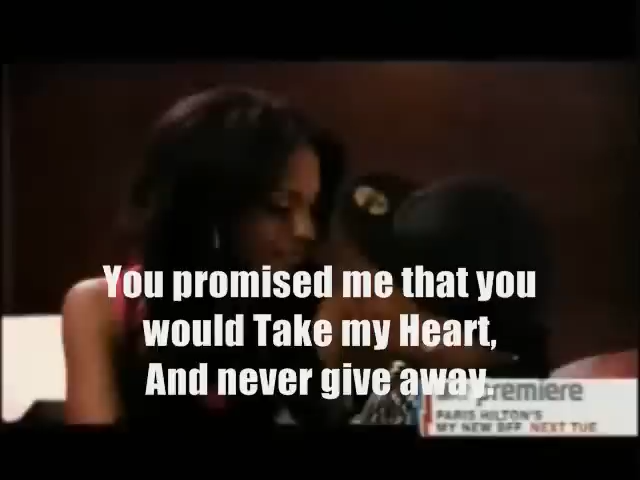 You promised me that you
would Take my Heart,
And never give away.
premiere
PARIS HILTON'S
MY NEW BFF NEXT TUE